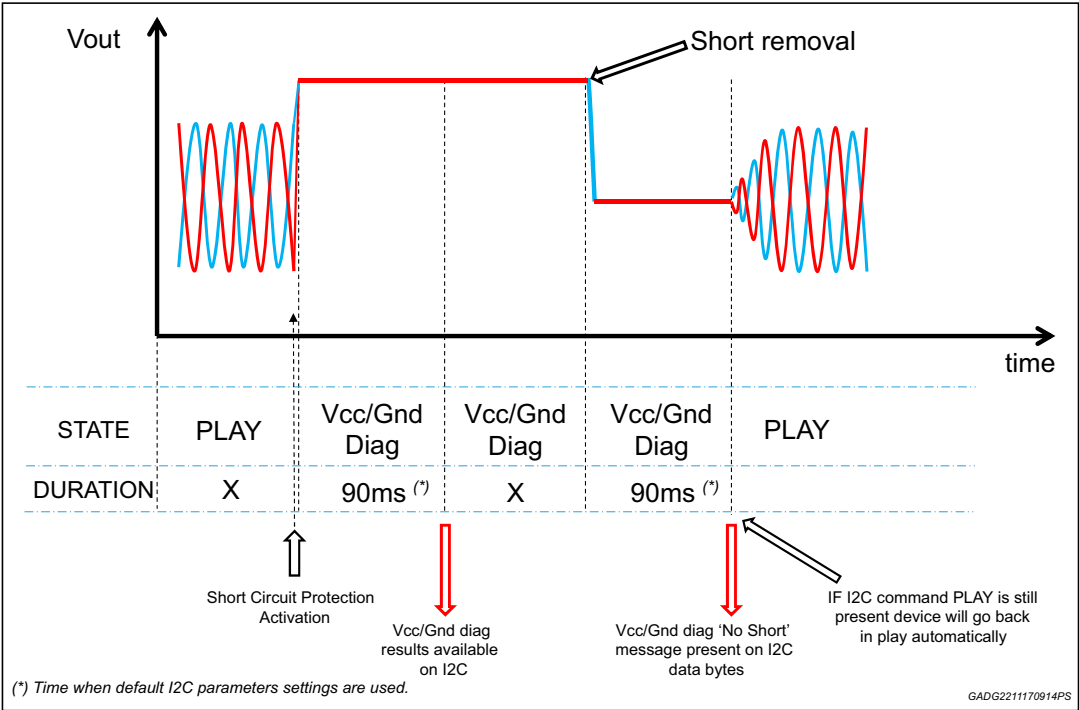 Vout
Short removal
time
STATE
PLAY
Vcc/Gnd
Diag
Vcc/Gnd
Diag
Vcc/Gnd
Diag
PLAY
DURATION
X
90ms (*)
X
90ms (*)
Short Circuit Protection
Activation
Vcc/Gnd diag
results available
on I2C
Vcc/Gnd diag ‘No Short’
message present on I2C
data bytes
IF I2C command PLAY is still
present device will go back
in play automatically
(*) Time when default I2C parameters settings are used.
GADG2211170914PS